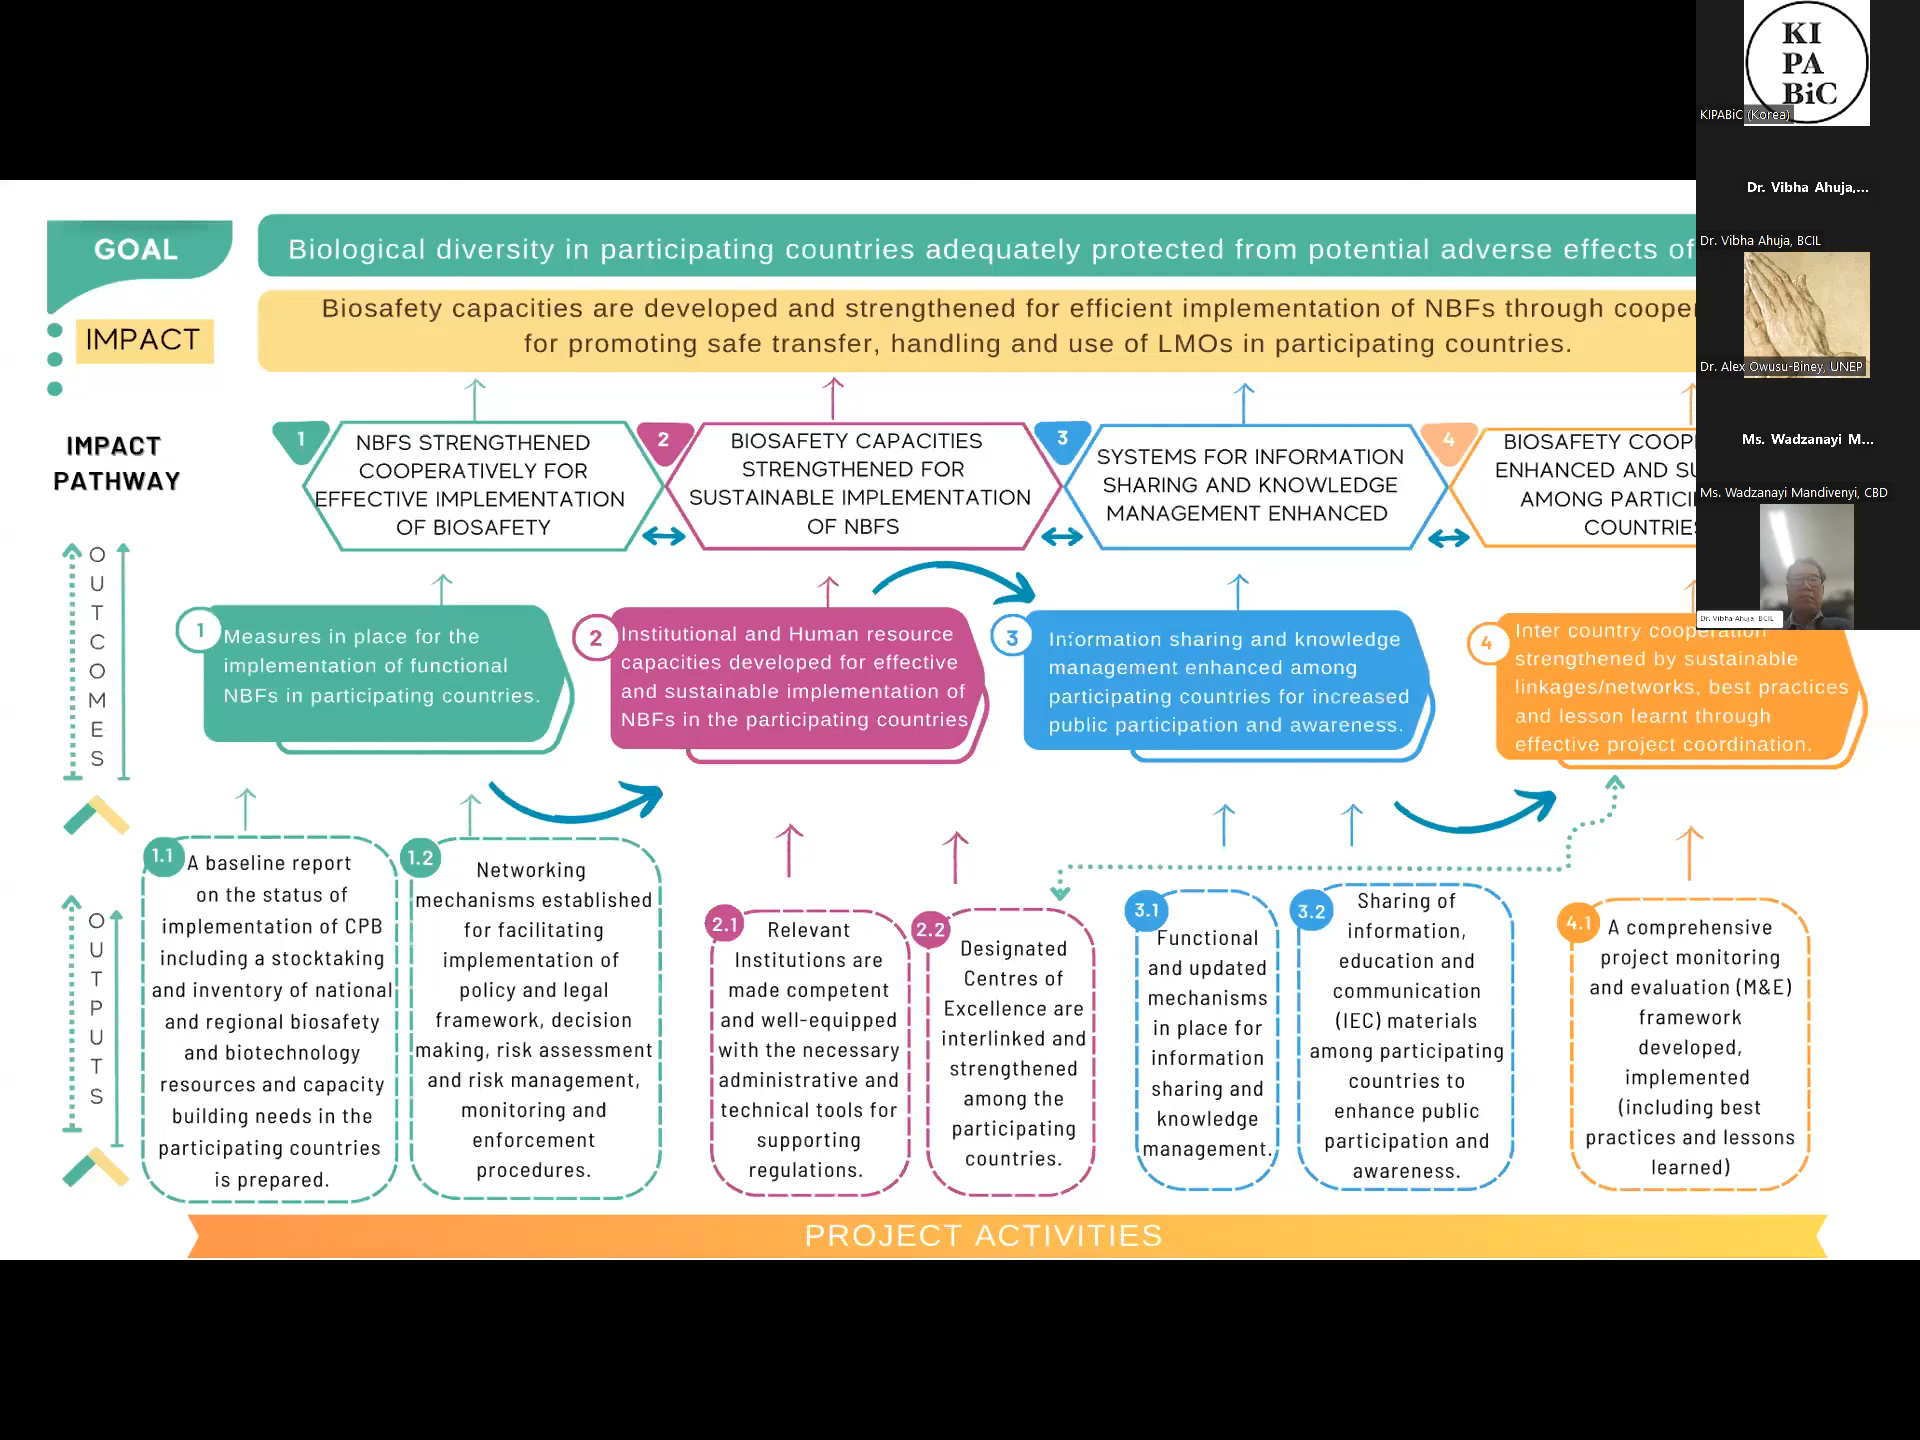 GOAL
Biological diversity in participating countries adequately protected from potential adverse effects of
IMPACT
Biosafety capacities are developed and strengthened for efficient implementation of NBFs through cooper
for promoting safe transfer, handling and use of LMOs in participating countries.
IMPACT
PATHWAY
1
NBFS STRENGTHENED
COOPERATIVELY FOR
EFFECTIVE IMPLEMENTATION
OF BIOSAFETY
2
BIOSAFETY CAPACITIES
STRENGTHENED FOR
SUSTAINABLE IMPLEMENTATION
OF NBFS
3
SYSTEMS FOR INFORMATION
SHARING AND KNOWLEDGE
MANAGEMENT ENHANCED
4
BIOSAFETY COOP
ENHANCED AND SU
AMONG PARTICI
COUNTRIES
OUTCOMES
1
Measures in place for the
implementation of functional
NBFs in participating countries.
2
Institutional and Human resource
capacities developed for effective
and sustainable implementation of
NBFs in the participating countries
3
Information sharing and knowledge
management enhanced among
participating countries for increased
public participation and awareness.
4
Inter country cooperation
strengthened by sustainable
linkages/networks, best practices
and lesson learnt through
effective project coordination.
OUTPUTS
1.1
A baseline report
on the status of
implementation of CPB
including a stocktaking
and inventory of national
and regional biosafety
and biotechnology
resources and capacity
building needs in the
participating countries
is prepared.
1.2
Networking
mechanisms established
for facilitating
implementation of
policy and legal
framework, decision
making, risk assessment
and risk management,
monitoring and
enforcement
procedures.
2.1
Relevant
Institutions are
made competent
and well-equipped
with the necessary
administrative and
technical tools for
supporting
regulations.
2.2
Designated
Centres of
Excellence are
interlinked and
strengthened
among the
participating
countries.
3.1
Functional
and updated
mechanisms
in place for
information
sharing and
knowledge
management.
3.2
Sharing of
information,
education and
communication
(IEC) materials
among participating
countries to
enhance public
participation and
awareness.
4.1
A comprehensive
project monitoring
and evaluation (M&E)
framework
developed,
implemented
(including best
practices and lessons
learned)
PROJECT ACTIVITIES
KI
PA
BiC
KIPABiC (Korea)
Dr. Vibha Ahuja,...
Dr. Vibha Ahuja, BCIL
Dr. Alex Owusu-Biney, UNEP
Ms. Wadzanayi M...
Ms. Wadzanayi Mandivenyi, CBD
Dr. Vibha Ahuja, BCIL